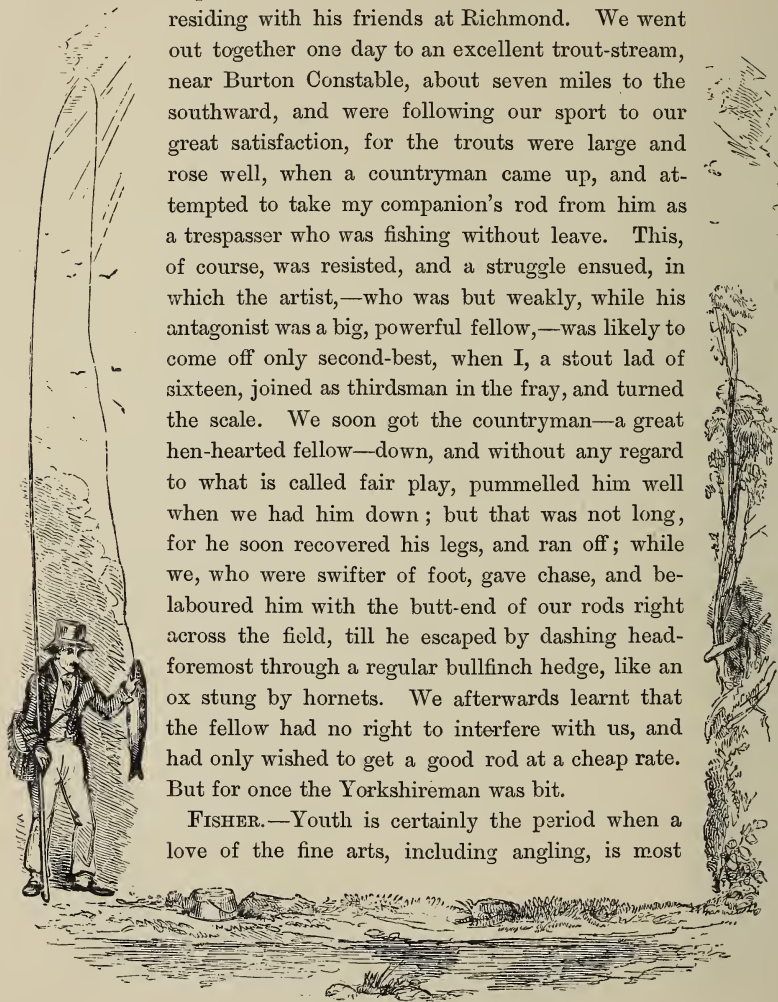 residing with his friends at Richmond. We went
out together one day to an excellent trout-stream,
near Burton Constable, about seven miles to the
southward, and were following our sport to our
great satisfaction, for the trouts were large and
rose well, when a countryman came up, and at-
tempted to take my companion's rod from him as
a trespasser who was fishing without leave. This,
of course, was resisted, and a struggle ensued, in
which the artist,—who was but weakly, while his
antagonist was a big, powerful fellow,—was likely to
come off only second-best, when I, a stout lad of
sixteen, joined as thirdsman in the fray, and turned
the scale. We soon got the countryman—a great
hen-hearted fellow—down, and without any regard
to what is called fair play, pummelled him well
when we had him down; but that was not long,
for he soon recovered his legs, and ran off; while
we, who were swifter of foot, gave chase, and be-
laboured him with the butt-end of our rods right
across the field, till he escaped by dashing head-
foremost through a regular bullfinch hedge, like an
ox stung by hornets. We afterwards learnt that
the fellow had no right to interfere with us, and
had only wished to get a good rod at a cheap rate.
But for once the Yorkshireman was bit.
FISHER.—Youth is certainly the period when a
love of the fine arts, including angling, is most